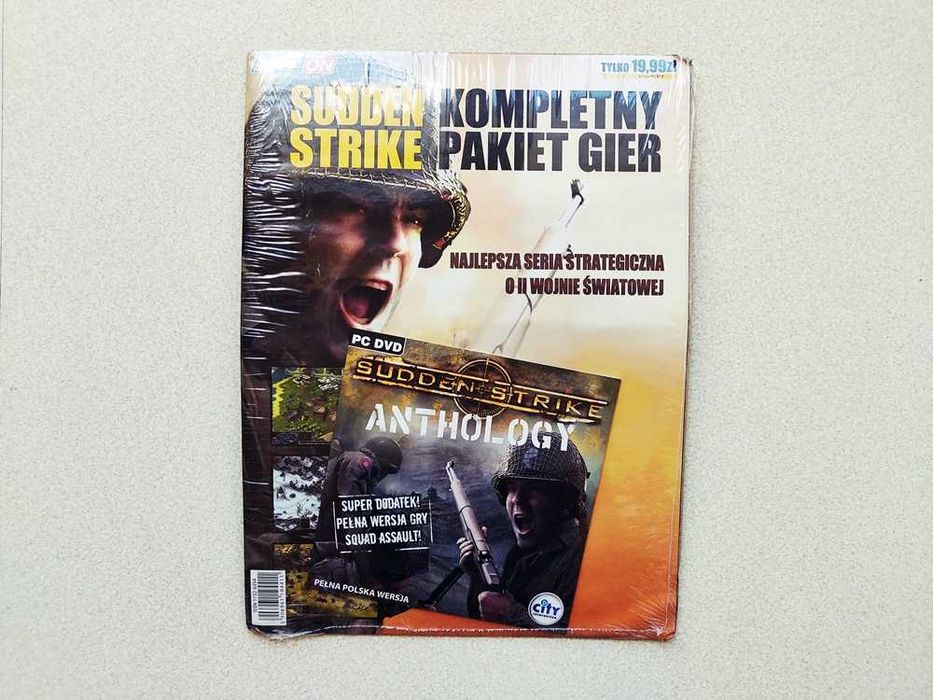 ON
TYLKO 19,99zł
SUDDEN
STRIKE
KOMPLETNY
PAKIET GIER
NAJLEPSZA SERIA STRATEGICZNA
O II WOJNIE ŚWIATOWEJ
PC DVD
SUDDEN STRIKE
ANTHOLOGY
SUPER DODATEK!
PEŁNA WERSJA GRY
SQUAD ASSAULT!
PEŁNA POLSKA WERSJA
CITY